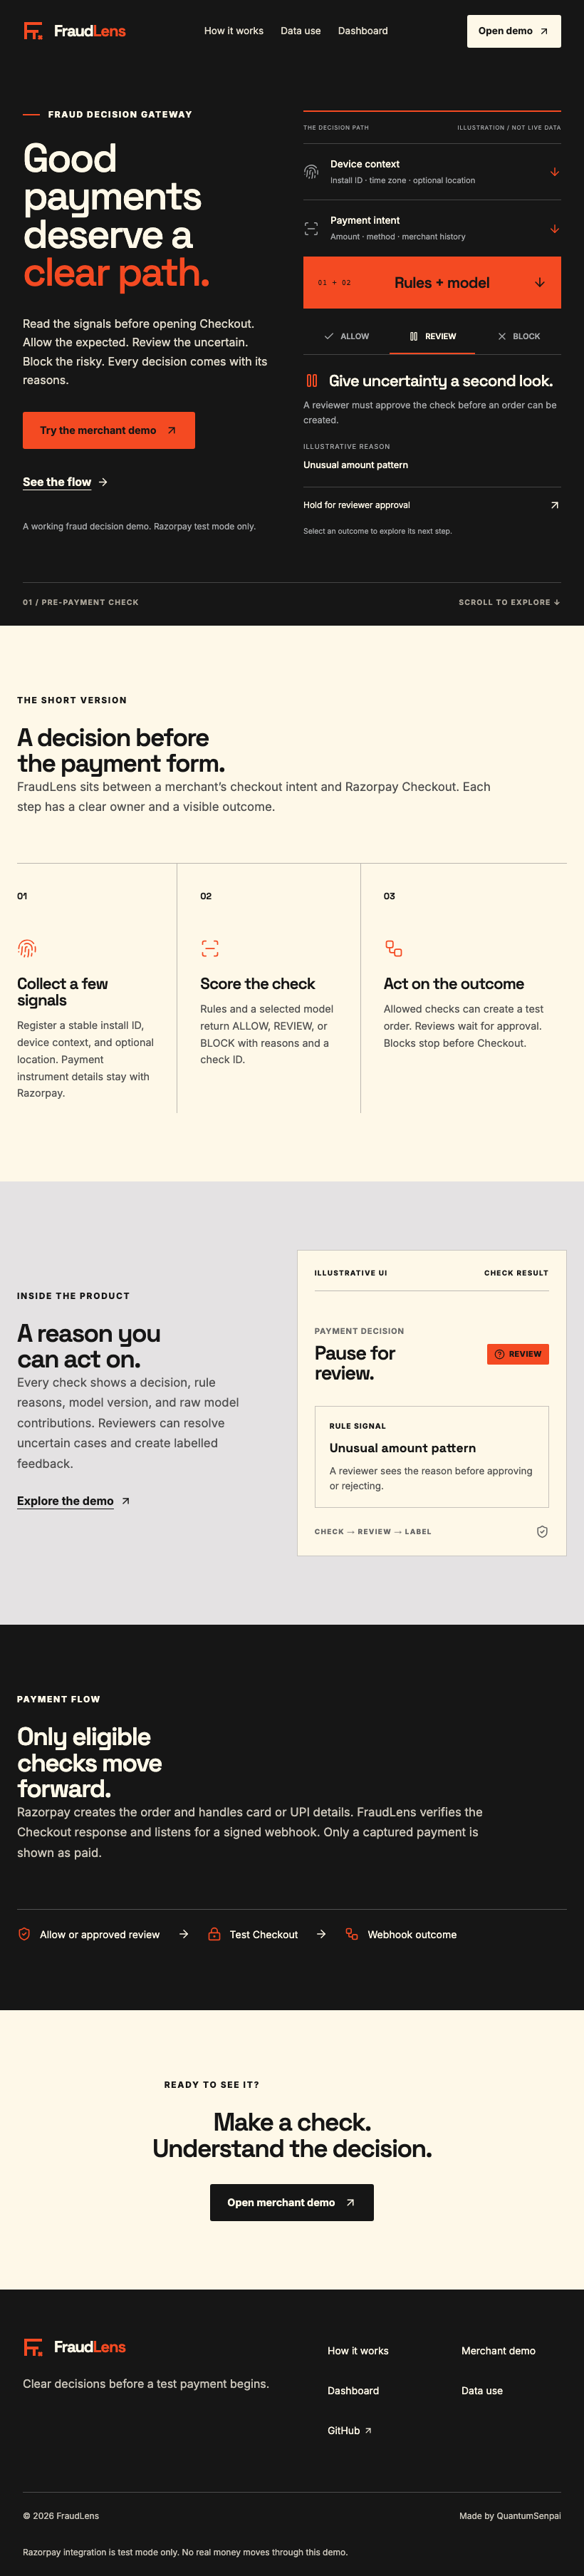 FraudLens
How it works
Data use
Dashboard
Open demo
FRAUD DECISION GATEWAY
Good
payments
deserve a
clear path.
Read the signals before opening Checkout.
Allow the expected. Review the uncertain.
Block the risky. Every decision comes with its
reasons.
Try the merchant demo
See the flow
A working fraud decision demo. Razorpay test mode only.
THE DECISION PATH
ILLUSTRATION / NOT LIVE DATA
Device context
Install ID · time zone · optional location
Payment intent
Amount · method · merchant history
01 + 02
Rules + model
ALLOW
REVIEW
BLOCK
Give uncertainty a second look.
A reviewer must approve the check before an order can be
created.
ILLUSTRATIVE REASON
Unusual amount pattern
Hold for reviewer approval
Select an outcome to explore its next step.
01 / PRE-PAYMENT CHECK
SCROLL TO EXPLORE ↓
THE SHORT VERSION
A decision before
the payment form.
FraudLens sits between a merchant’s checkout intent and Razorpay Checkout. Each
step has a clear owner and a visible outcome.
01
Collect a few
signals
Register a stable install ID,
device context, and optional
location. Payment
instrument details stay with
Razorpay.
02
Score the check
Rules and a selected model
return ALLOW, REVIEW, or
BLOCK with reasons and a
check ID.
03
Act on the outcome
Allowed checks can create a test
order. Reviews wait for approval.
Blocks stop before Checkout.
INSIDE THE PRODUCT
A reason you
can act on.
Every check shows a decision, rule
reasons, model version, and raw model
contributions. Reviewers can resolve
uncertain cases and create labelled
feedback.
Explore the demo
ILLUSTRATIVE UI
CHECK RESULT
PAYMENT DECISION
Pause for
review.
REVIEW
RULE SIGNAL
Unusual amount pattern
A reviewer sees the reason before approving
or rejecting.
CHECK → REVIEW → LABEL
PAYMENT FLOW
Only eligible
checks move
forward.
Razorpay creates the order and handles card or UPI details. FraudLens verifies the
Checkout response and listens for a signed webhook. Only a captured payment is
shown as paid.
Allow or approved review
Test Checkout
Webhook outcome
READY TO SEE IT?
Make a check.
Understand the decision.
Open merchant demo
FraudLens
Clear decisions before a test payment begins.
How it works
Merchant demo
Dashboard
Data use
GitHub
© 2026 FraudLens
Made by QuantumSenpai
Razorpay integration is test mode only. No real money moves through this demo.